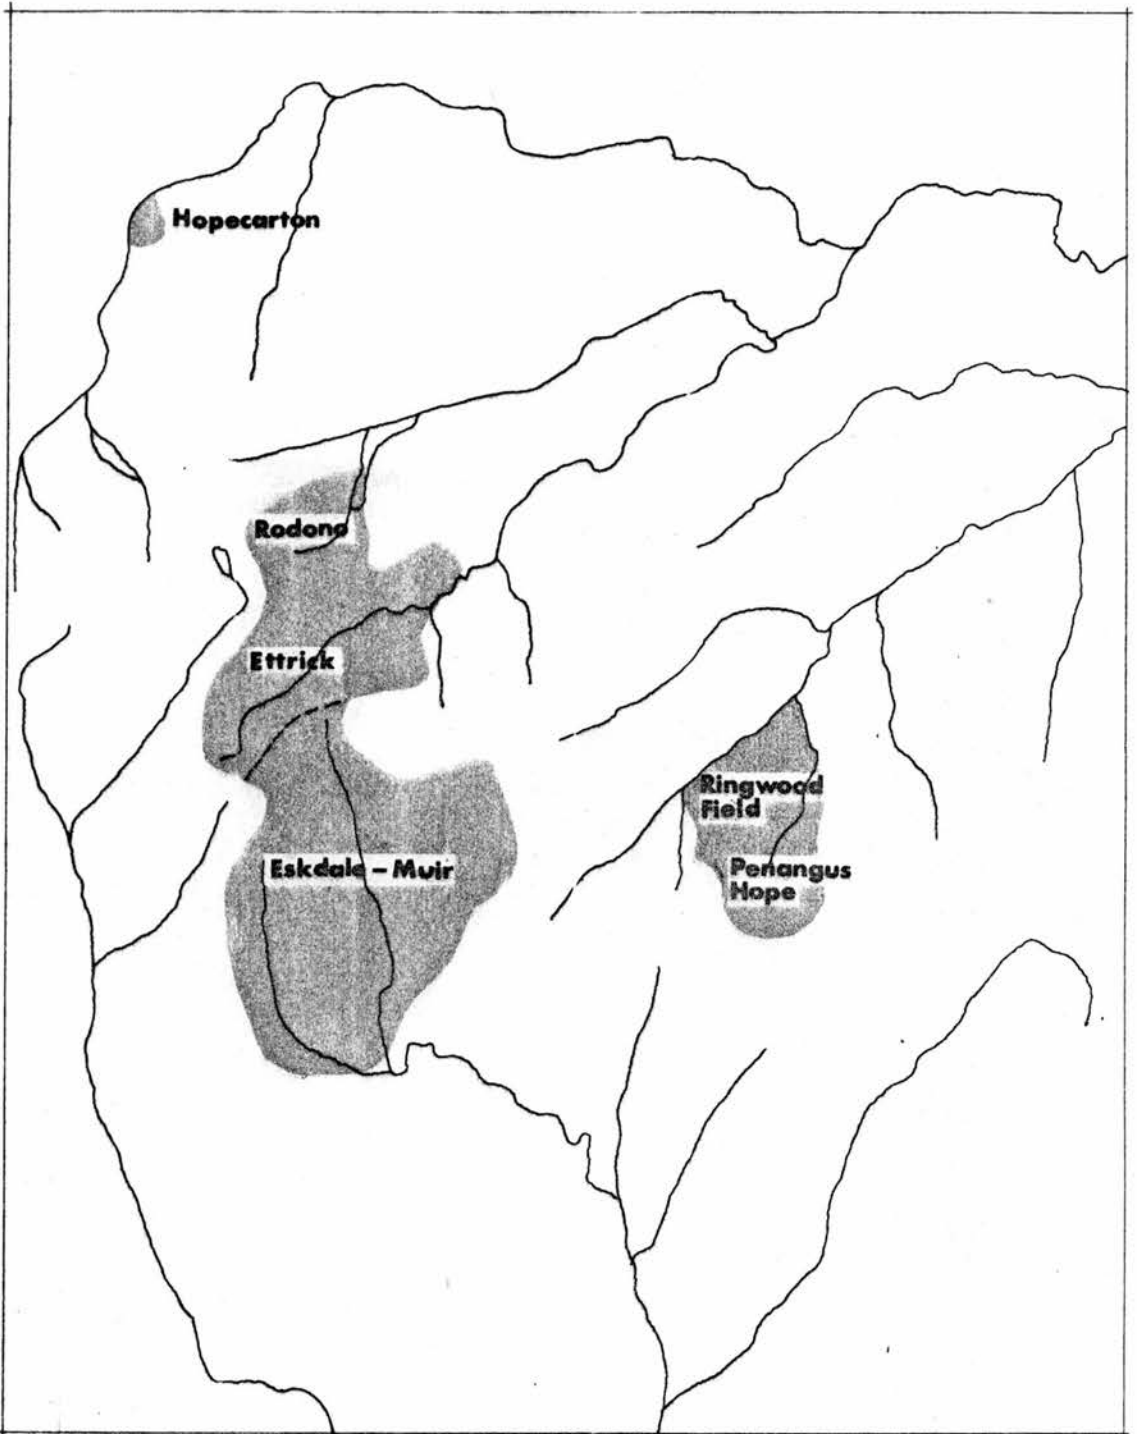 Hopecarton
Rodono
Ettrick
Ringwood
Field
Eskdale – Muir
Penangus
Hope